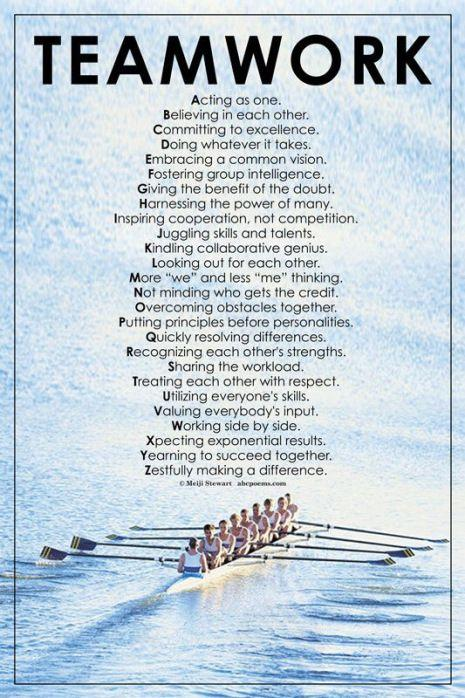 TEAMWORK
Acting as one.
Believing in each other.
Committing to excellence.
Doing whatever it takes.
Embracing a common vision.
Fostering group intelligence.
Giving the benefit of the doubt.
Harnessing the power of many.
Inspiring cooperation, not competition.
Juggling skills and talents.
Kindling collaborative genius.
Looking out for each other.
More “we” and less “me” thinking.
Not minding who gets the credit.
Overcoming obstacles together.
Putting principles before personalities.
Quickly resolving differences.
Recognizing each other's strengths.
Sharing the workload.
Treating each other with respect.
Utilizing everyone's skills.
Valuing everybody's input.
Working side by side.
Xpecting exponential results.
Yearning to succeed together.
Zestfully making a difference.
© Meiji Stewart abcpoems.com